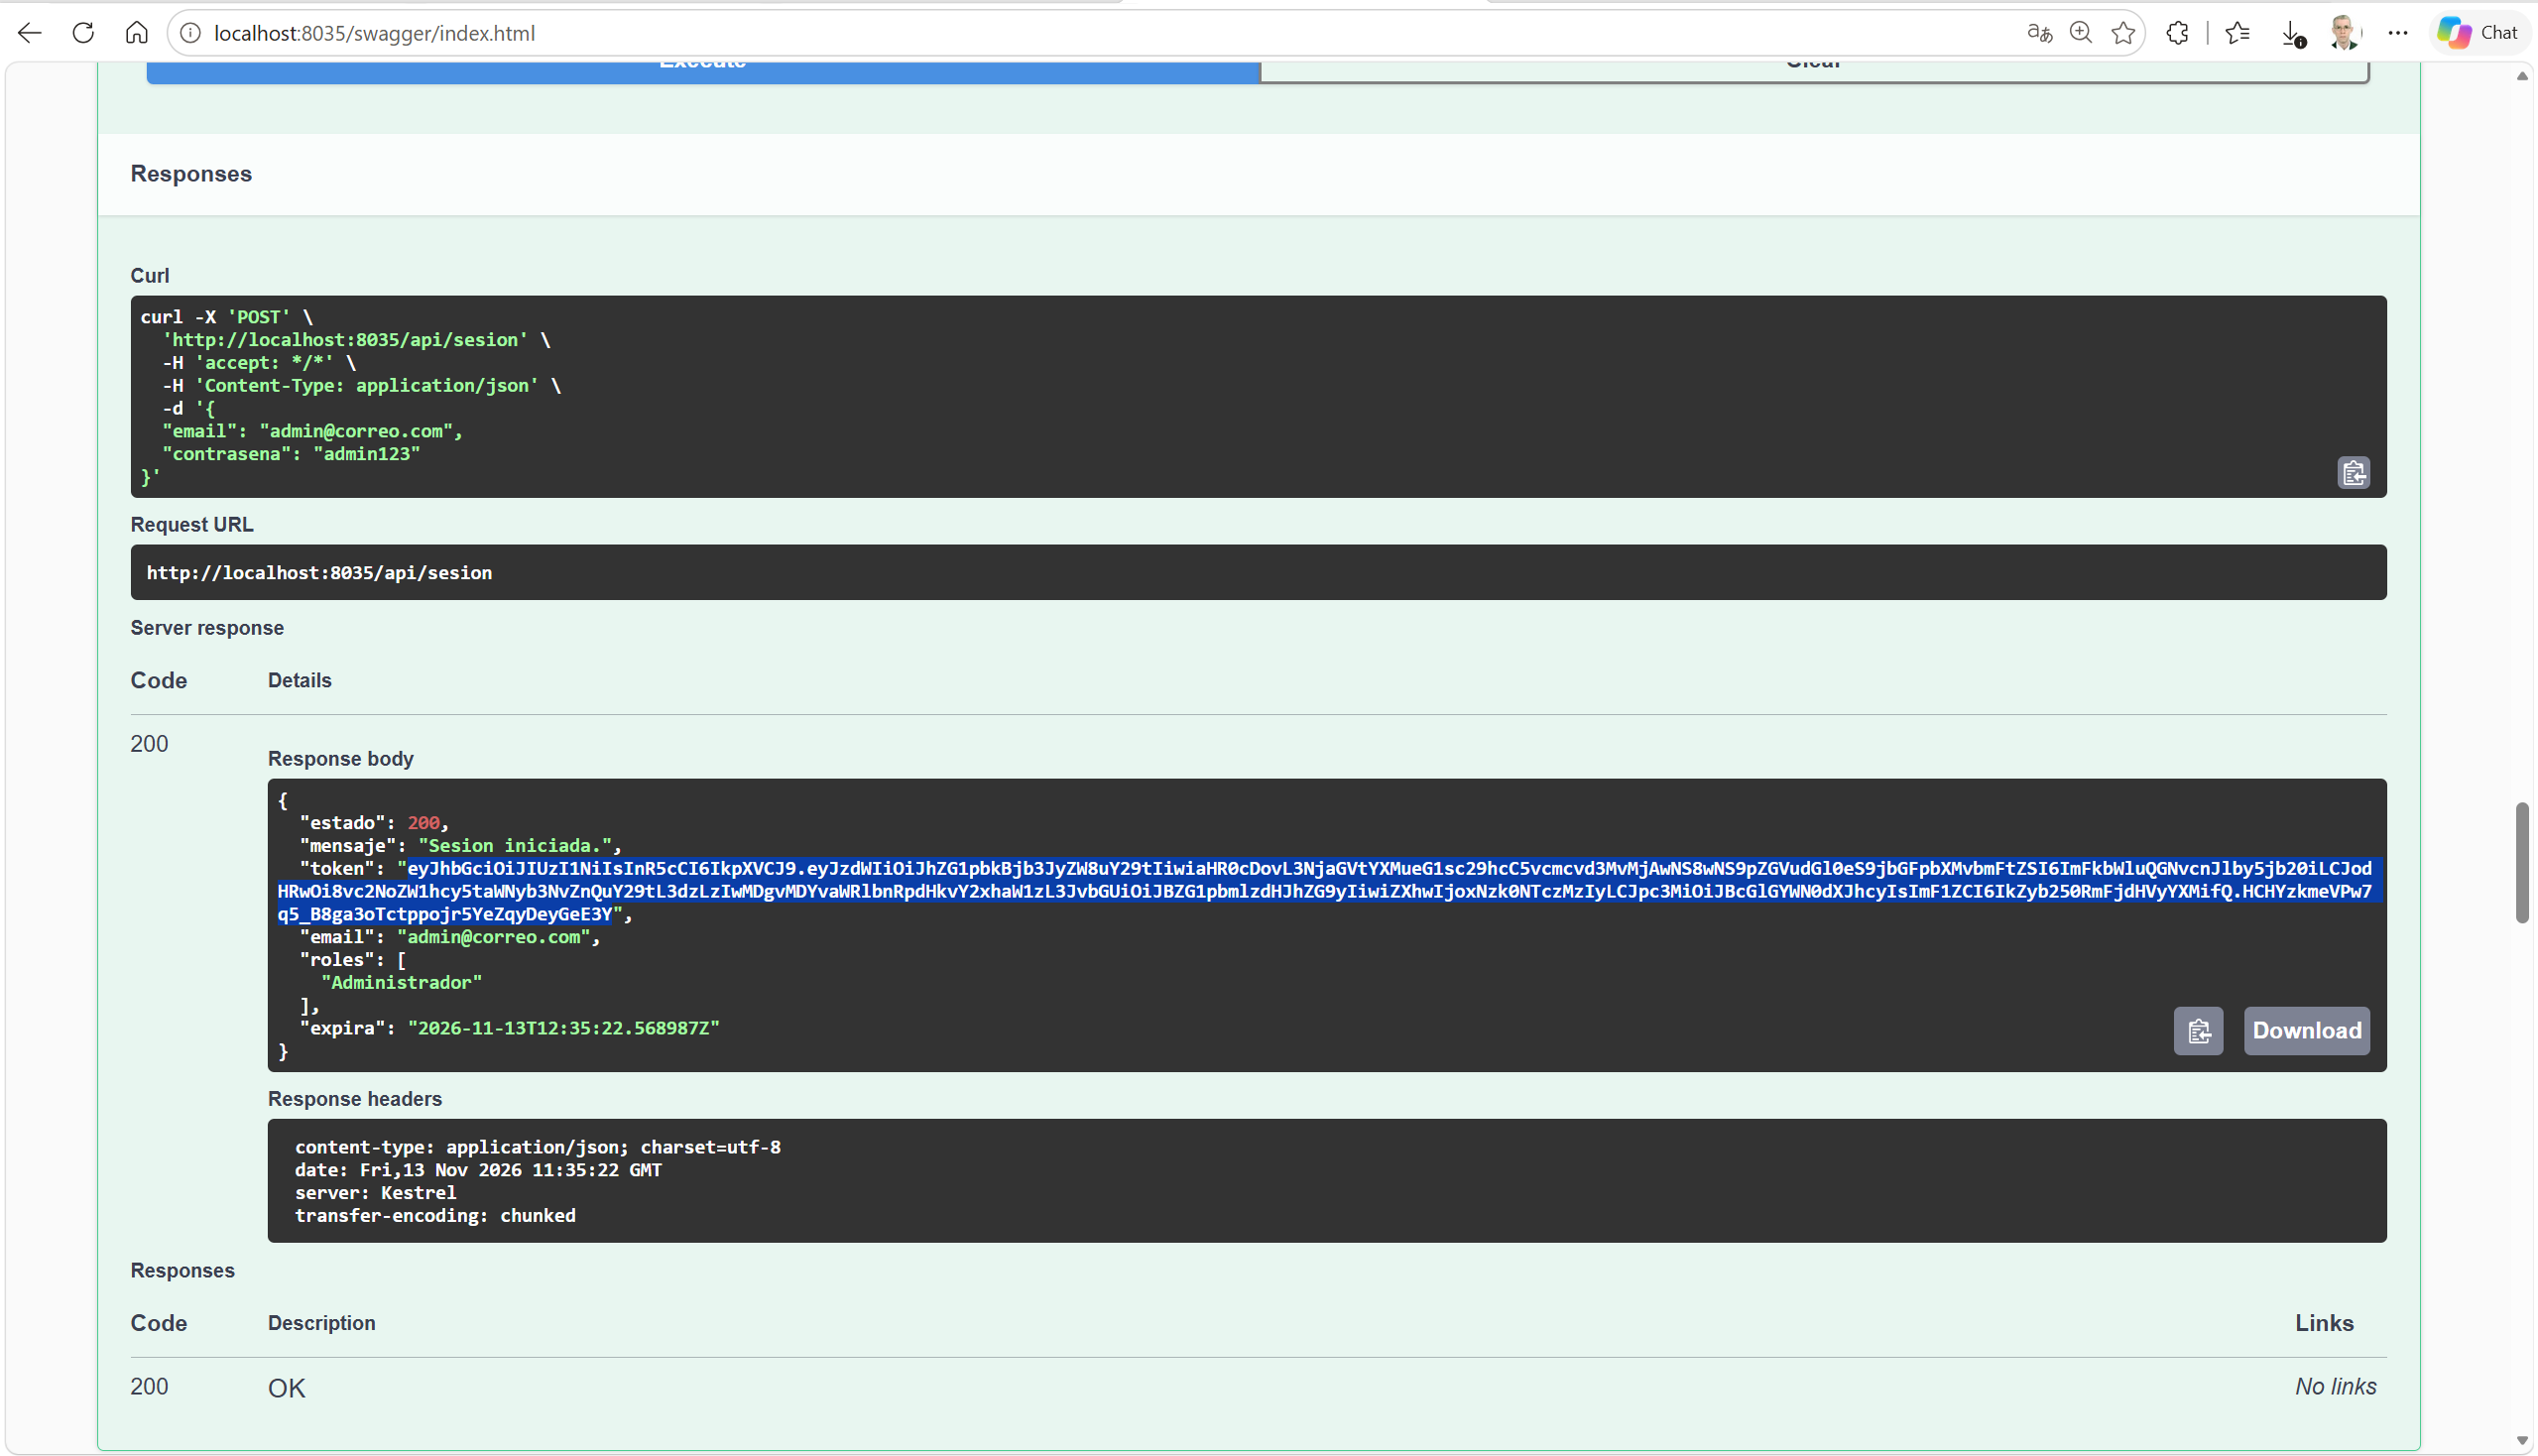 localhost:8035/swagger/index.html
Chat
Execute
Clear
Responses
Curl
curl -X 'POST' \
'http://localhost:8035/api/sesion' \
-H 'accept: */*' \
-H 'Content-Type: application/json' \
-d '{
"email": "admin@correo.com",
"contrasena": "admin123"
}'
Request URL
http://localhost:8035/api/sesion
Server response
Code Details
200
Response body
{
"estado": 200,
"mensaje": "Sesion iniciada.",
"token": "eyJhbGciOiJIUzI1NiIsInR5cCI6IkpXVCJ9.eyJzdWIiOiJhZG1pbkBjb3JyZW8uY29tIiwiaHR0cDovL3NjaGVtYXMueG1sc29hcC5vcmcvd3MvMjAwNS8wNS9pZGVudGl0eS9jbGFpbXMvbmFtZSI6ImFkbWluQGNvcnJlby5jb20iLCJod
HRwOi8vc2NoZW1hcy5taWNyb3NvZnQuY29tL3dzLzIwMDgvMDYvaWRlbnRpdHkvY2xhaW1zL3JvbGUiOiJBZG1pbmlzdHJhZG9yIiwiZXhwIjoxNzk0NTczMzIyLCJpc3MiOiJBcGlGYWN0dXJhcyIsImF1ZCI6IkZyb250RmFjdHVyYXMifQ.HCHYzkmeVPw7
q5_B8ga3oTctppojr5YeZqyDeyGeE3Y",
"email": "admin@correo.com",
"roles": [
"Administrador"
],
"expira": "2026-11-13T12:35:22.568987Z"
}
Download
Response headers
content-type: application/json; charset=utf-8
date: Fri,13 Nov 2026 11:35:22 GMT
server: Kestrel
transfer-encoding: chunked
Responses
Code Description Links
200 OK No links